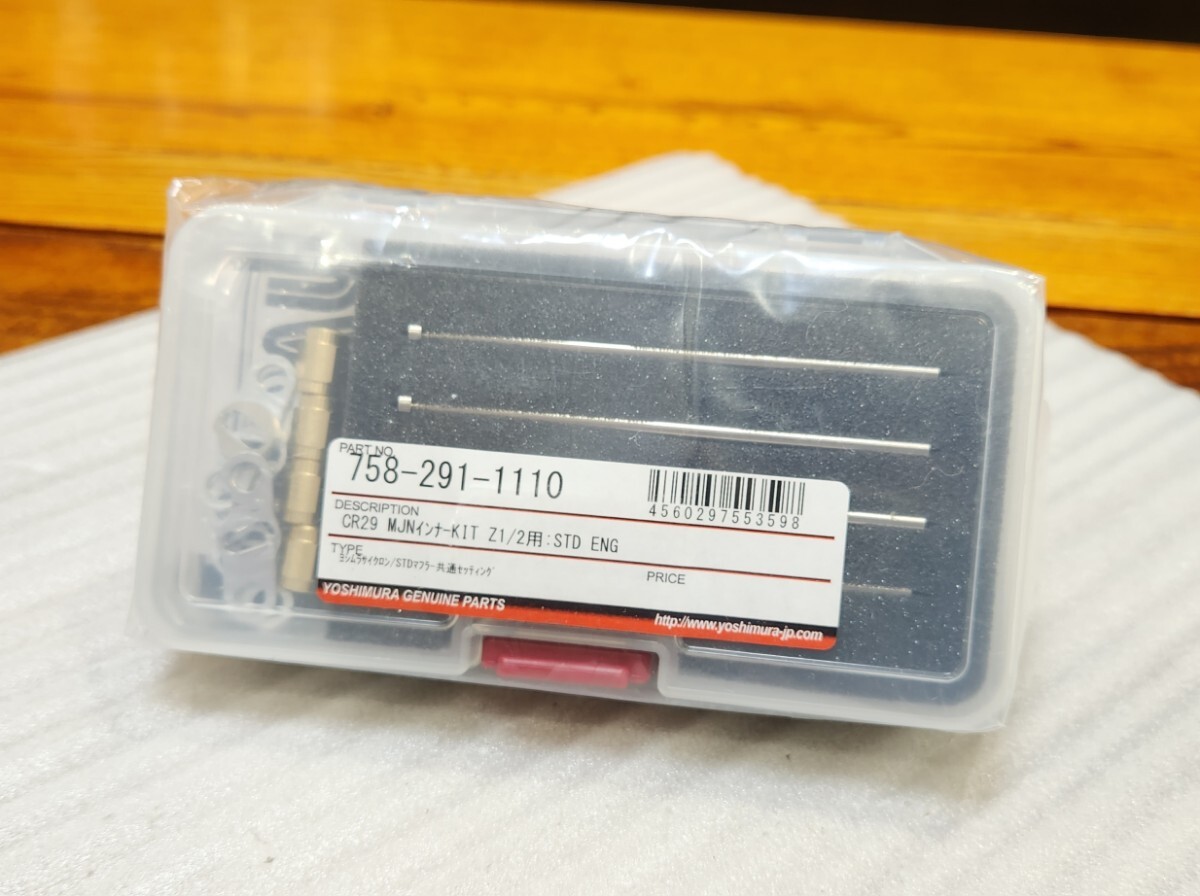 PART NO.
758-291-1110
4560297553598
DESCRIPTION
CR29 MJNインナーKIT Z1/2用:STD ENG
TYPE
ヨシムラサイクロン/STDマフラー共通セッティング
PRICE
YOSHIMURA GENUINE PARTS
http://www.yoshimura-jp.com